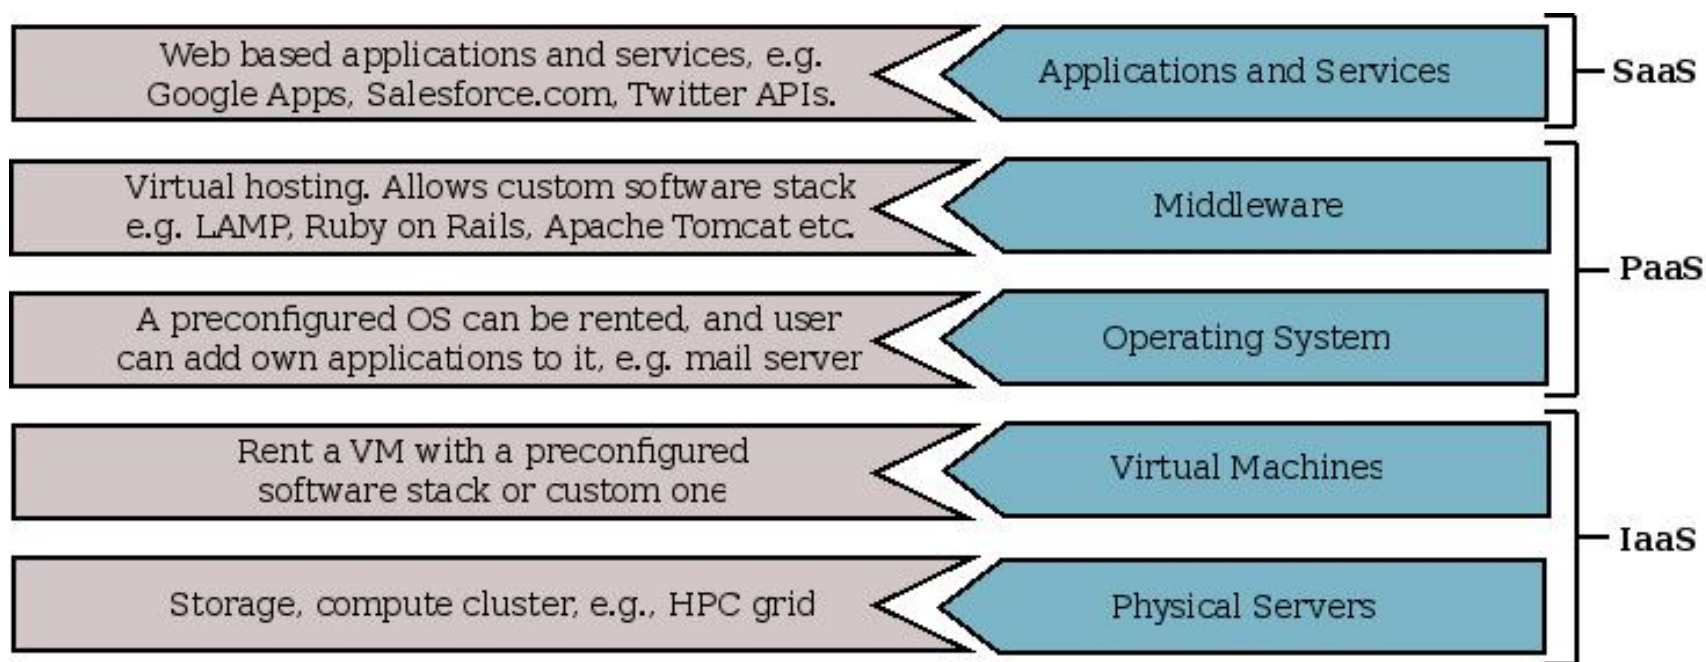 Web based applications and services, e.g.
Google Apps, Salesforce.com, Twitter APIs.
Applications and Services
SaaS
Virtual hosting. Allows custom software stack
e.g. LAMP, Ruby on Rails, Apache Tomcat etc.
Middleware
PaaS
A preconfigured OS can be rented, and user
can add own applications to it, e.g. mail server
Operating System
Rent a VM with a preconfigured
software stack or custom one
Virtual Machines
IaaS
Storage, compute cluster, e.g., HPC grid
Physical Servers